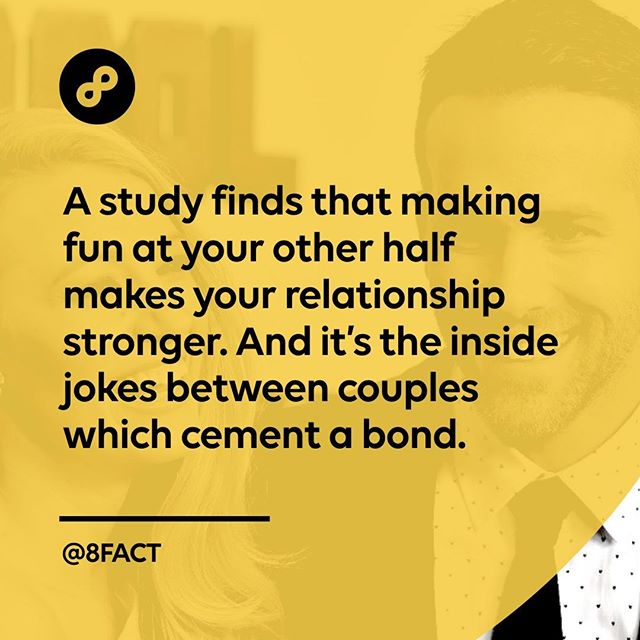 A study finds that making
fun at your other half
makes your relationship
stronger. And it's the inside
jokes between couples
which cement a bond.
@8FACT